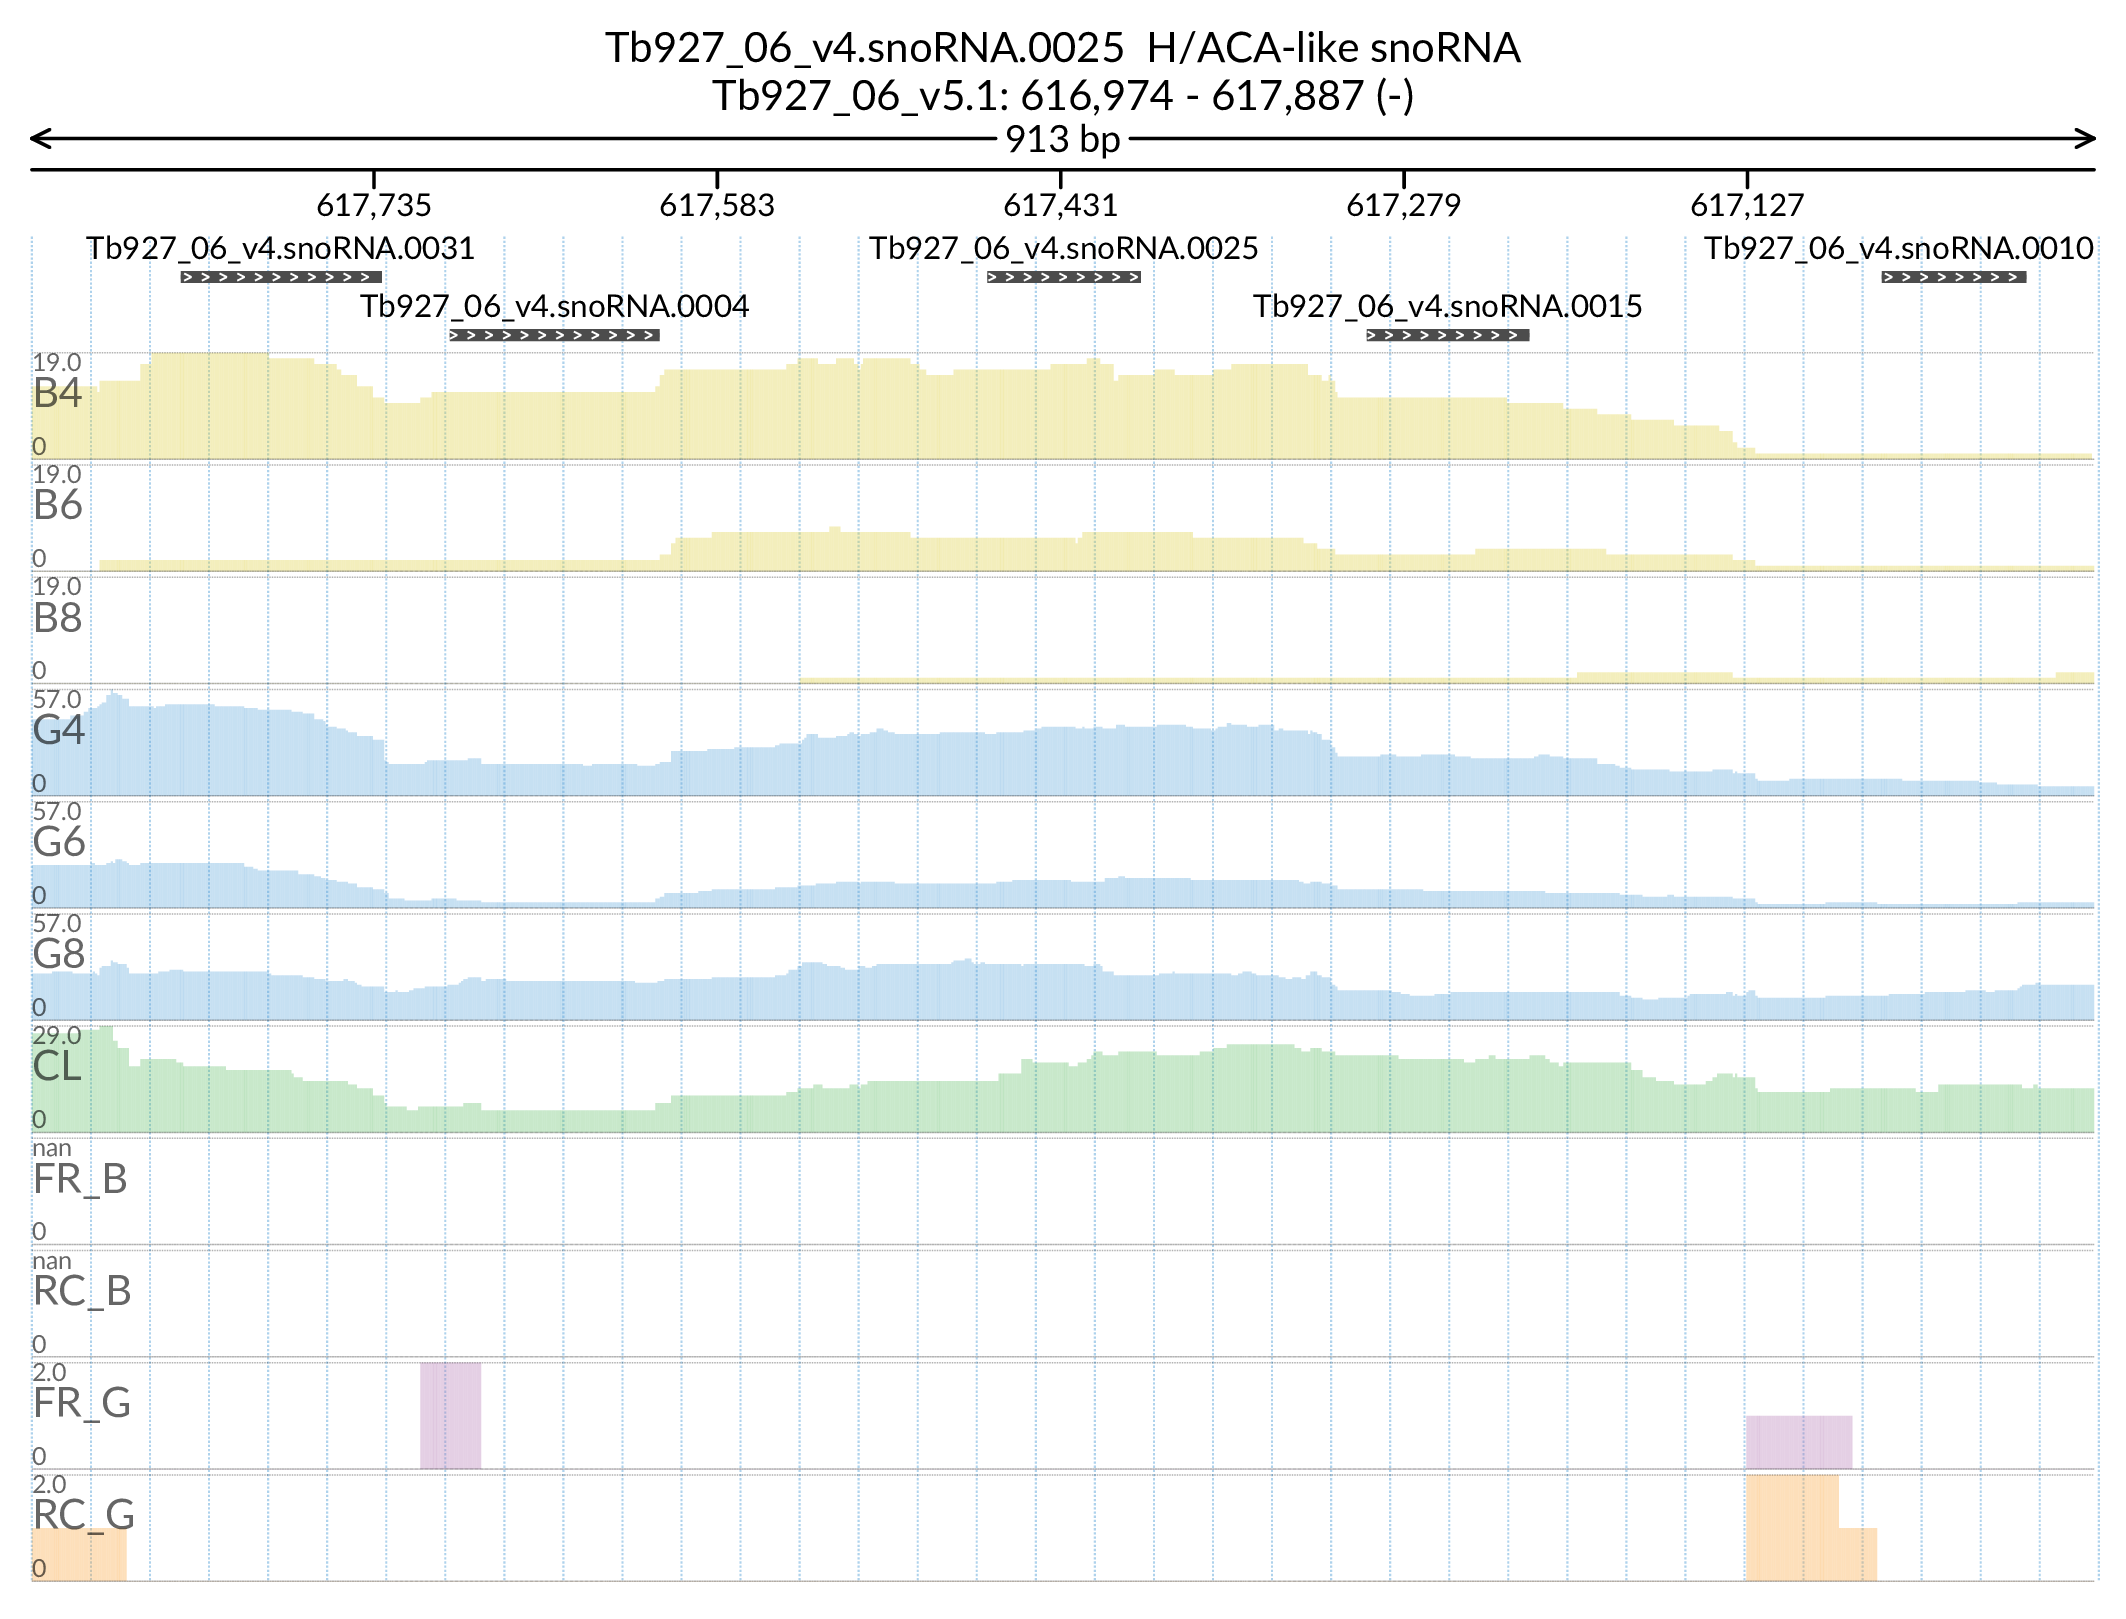 Tb927_06_v4.snoRNA.0025 H/ACA-like snoRNA
Tb927_06_v5.1: 616,974 - 617,887 (-)
913 bp
617,735 617,583 617,431 617,279 617,127
Tb927_06_v4.snoRNA.0031 Tb927_06_v4.snoRNA.0025 Tb927_06_v4.snoRNA.0010
Tb927_06_v4.snoRNA.0004 Tb927_06_v4.snoRNA.0015
19.0
B4
0
19.0
B6
0
19.0
B8
0
57.0
G4
0
57.0
G6
0
57.0
G8
0
29.0
CL
0
nan
FR_B
0
nan
RC_B
0
2.0
FR_G
0
2.0
RC_G
0